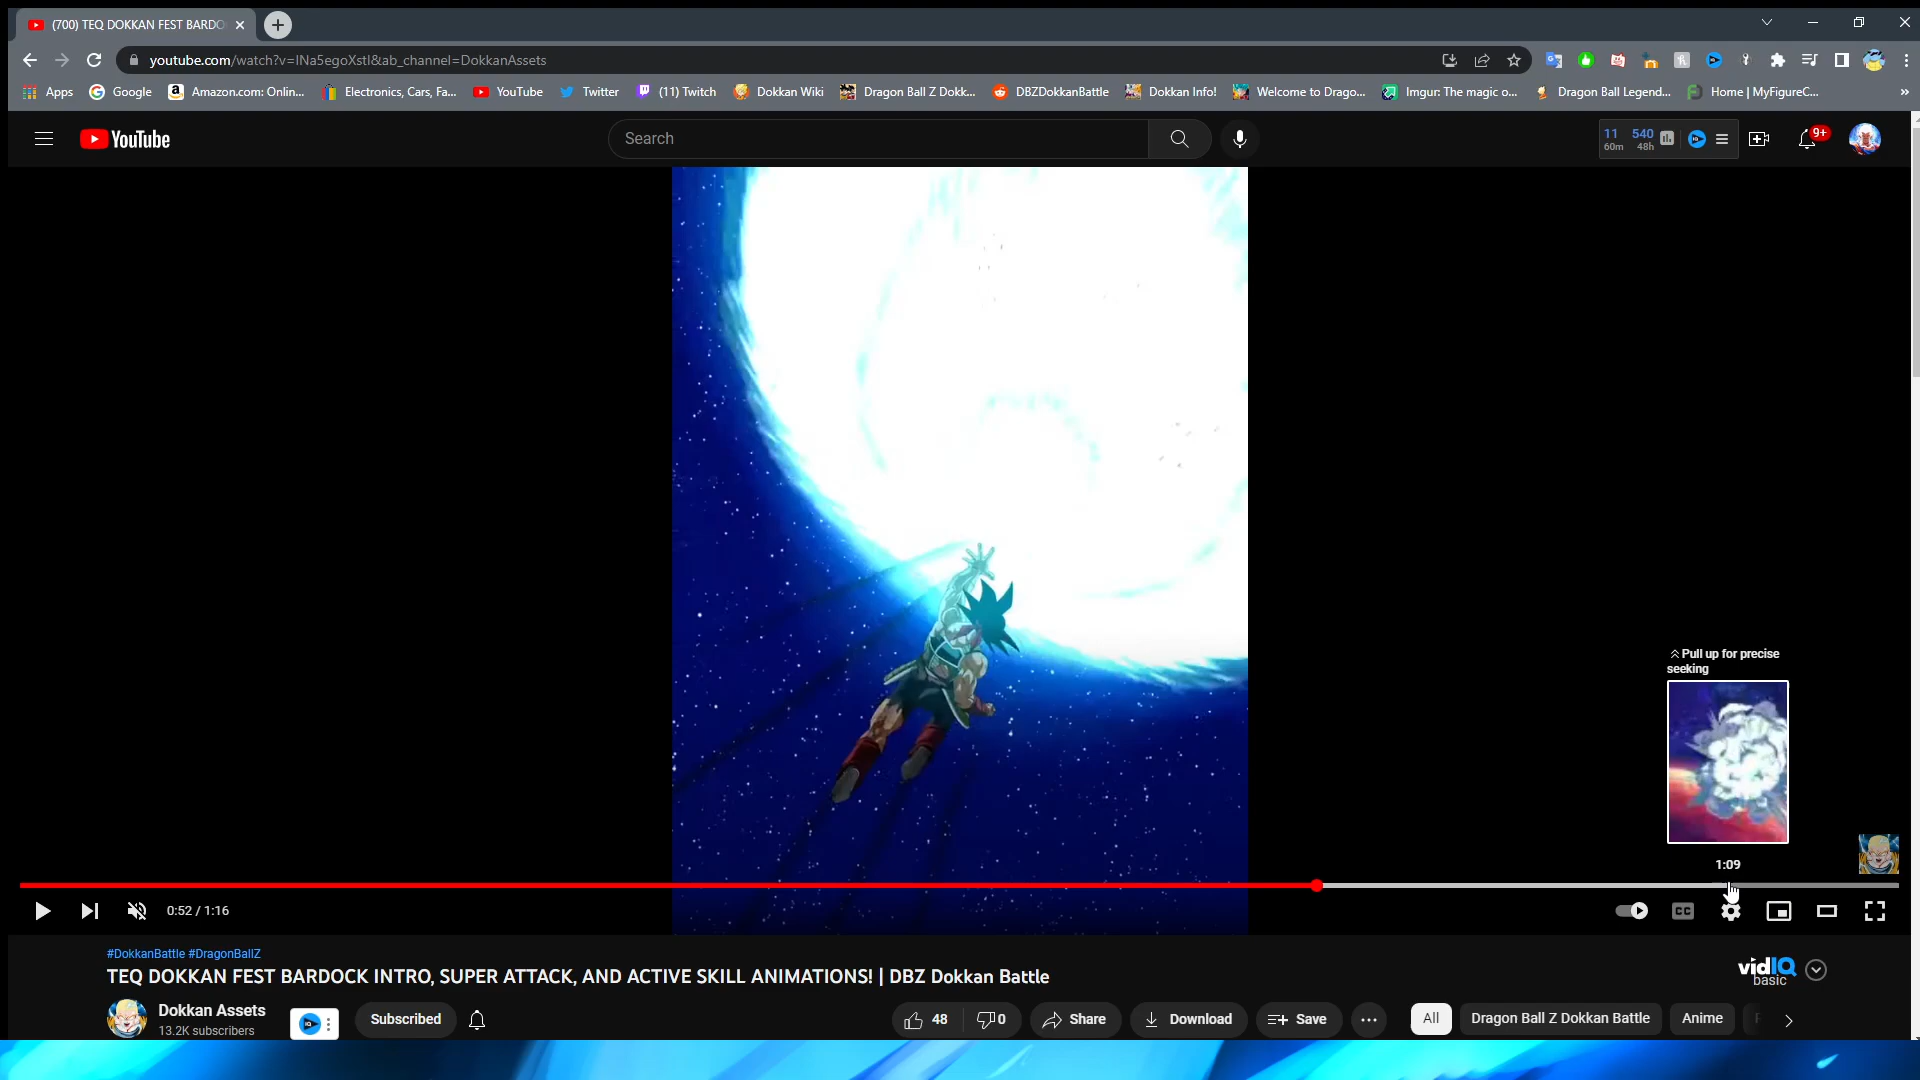 (700) TEQ DOKKAN FEST BARDO
youtube.com/watch?v=INa5egoXstI&ab_channel=DokkanAssets
Apps Google Amazon.com: Onlin... Electronics, Cars, Fa... YouTube Twitter (11) Twitch Dokkan Wiki Dragon Ball Z Dokk... DBZDokkanBattle Dokkan Info! Welcome to Drago... Imgur: The magic o... Dragon Ball Legend... Home | MyFigureC... »
YouTube Search 11 540 9+
60m 48h
Pull up for precise
seeking
1:09
0:52 / 1:16 CC
#DokkanBattle #DragonBallZ
TEQ DOKKAN FEST BARDOCK INTRO, SUPER ATTACK, AND ACTIVE SKILL ANIMATIONS! | DBZ Dokkan Battle
vidIQ
basic
Dokkan Assets
13.2K subscribers
Subscribed 48 0 Share Download Save All Dragon Ball Z Dokkan Battle Anime